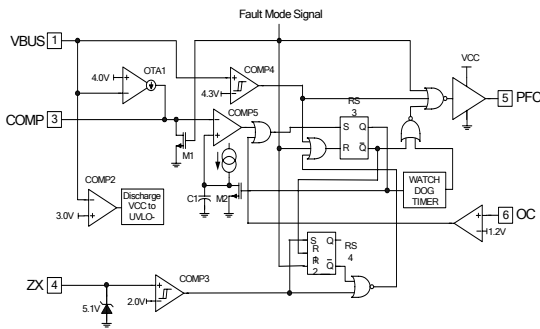 Fault Mode Signal
VBUS 1
VCC
4.0V
OTA1
COMP4
4.3V
5 PFC
COMP 3
COMP5
RS
3
S Q
R Q
M1
COMP2
Discharge
VCC to
UVLO-
3.0V
C1
M2
WATCH
DOG
TIMER
6 OC
1.2V
S Q
R
R Q
1
2
RS
4
ZX 4
COMP3
5.1V
2.0V